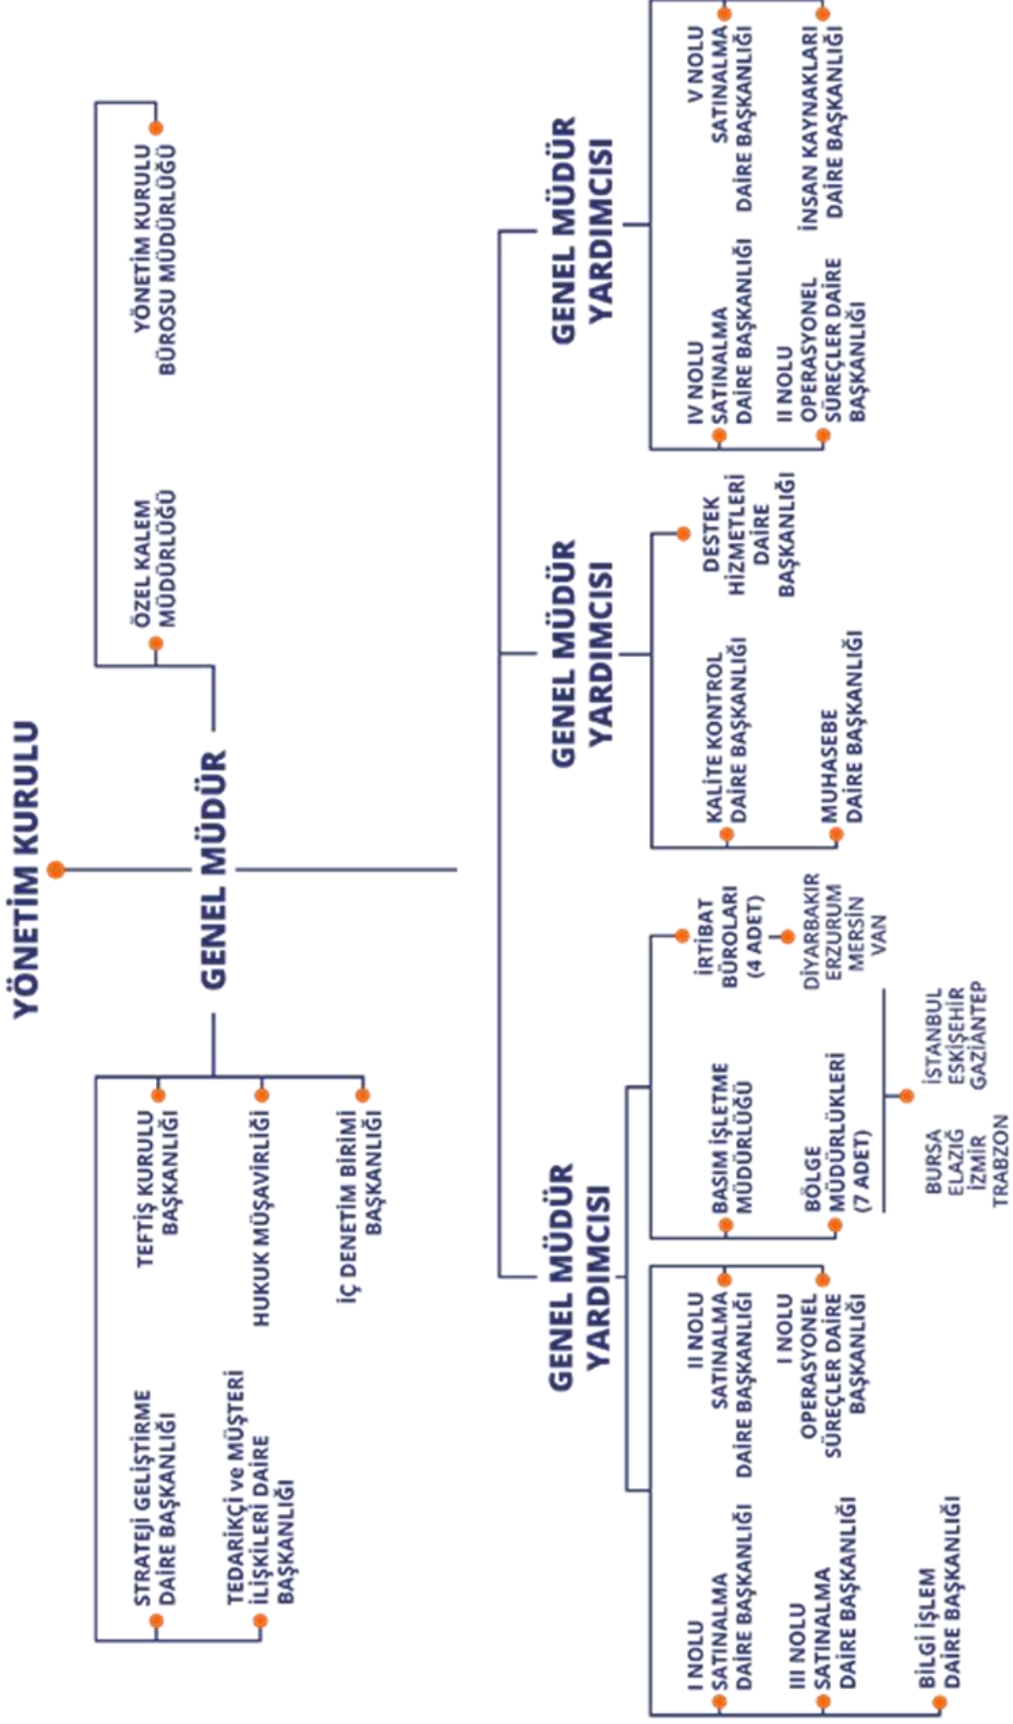 YÖNETİM KURULU
GENEL MÜDÜR
STRATEJİ GELİŞTİRME
DAİRE BAŞKANLIĞI
TEDARİKÇİ ve MÜŞTERİ
İLİŞKİLERİ DAİRE
BAŞKANLIĞI
TEFTİŞ KURULU
BAŞKANLIĞI
HUKUK MÜŞAVİRLİĞİ
İÇ DENETİM BİRİMİ
BAŞKANLIĞI
ÖZEL KALEM
MÜDÜRLÜĞÜ
YÖNETİM KURULU
BÜROSU MÜDÜRLÜĞÜ
GENEL MÜDÜR
YARDIMCISI
I NOLU
SATINALMA
DAİRE BAŞKANLIĞI
III NOLU
SATINALMA
DAİRE BAŞKANLIĞI
BİLGİ İŞLEM
DAİRE BAŞKANLIĞI
II NOLU
SATINALMA
DAİRE BAŞKANLIĞI
I NOLU
OPERASYONEL
SÜREÇLER DAİRE
BAŞKANLIĞI
BASIM İŞLETME
MÜDÜRLÜĞÜ
BÖLGE
MÜDÜRLÜKLERİ
(7 ADET)
BURSA
ELAZIĞ
İZMİR
TRABZON
İSTANBUL
ESKİŞEHİR
GAZİANTEP
İRTİBAT
BÜROLARI
(4 ADET)
DİYARBAKIR
ERZURUM
MERSİN
VAN
GENEL MÜDÜR
YARDIMCISI
KALİTE KONTROL
DAİRE BAŞKANLIĞI
MUHASEBE
DAİRE BAŞKANLIĞI
DESTEK
HİZMETLERİ
DAİRE
BAŞKANLIĞI
GENEL MÜDÜR
YARDIMCISI
IV NOLU
SATINALMA
DAİRE BAŞKANLIĞI
II NOLU
OPERASYONEL
SÜREÇLER DAİRE
BAŞKANLIĞI
V NOLU
SATINALMA
DAİRE BAŞKANLIĞI
İNSAN KAYNAKLARI
DAİRE BAŞKANLIĞI